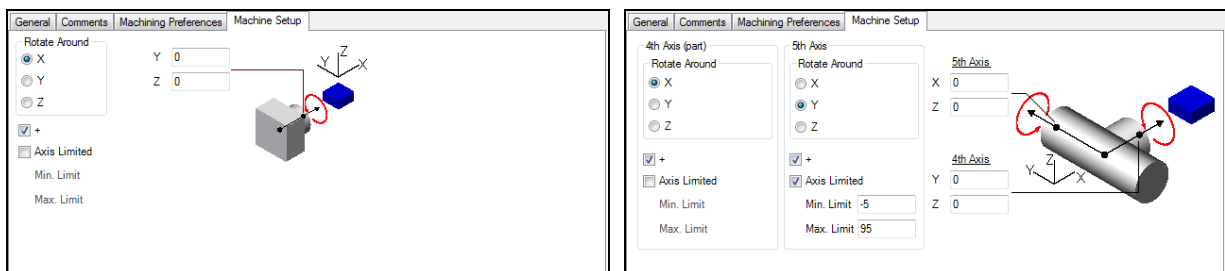 General Comments Machining Preferences Machine Setup
Rotate Around
X
Y
Z
+
Axis Limited
Min. Limit
Max. Limit
Y 0
Z 0
Y Z X
General Comments Machining Preferences Machine Setup
4th Axis (part)
Rotate Around
X
Y
Z
+
Axis Limited
Min. Limit
Max. Limit
5th Axis
Rotate Around
X
Y
Z
+
Axis Limited
Min. Limit -5
Max. Limit 95
5th Axis
X 0
Z 0
4th Axis
Y 0
Z 0
Y Z X